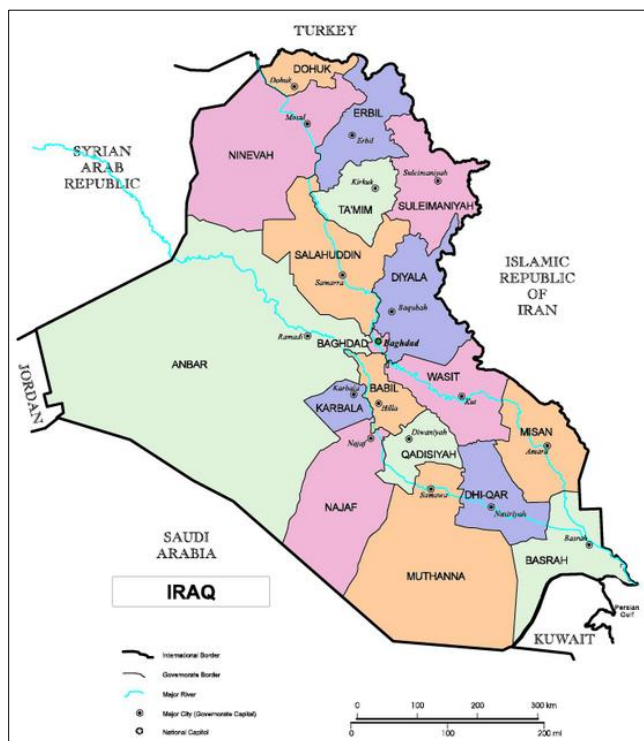 TURKEY
DOHUK
Dohuk
ERBIL
Mosul
Erbil
SYRIAN
ARAB
REPUBLIC
NINEVAH
Suleimaniyah
Kirkuk
TA'MIM
SULEIMANIYAH
SALAHUDDIN
DIYALA
Samarra
ISLAMIC
REPUBLIC
OF
IRAN
Baqubah
Ramadi
BAGHDAD
Baghdad
ANBAR
JORDAN
WASIT
BABIL
Karbala
KARBALA
Hilla
Kut
MISAN
Najaf
Diwaniyah
QADISIYAH
Amara
NAJAF
Samawa
DHI-QAR
Nasiriyah
SAUDI
ARABIA
Basrah
BASRAH
MUTHANNA
IRAQ
Persian
Gulf
KUWAIT
International Border
Governorate Border
Major River
Major City (Governorate Capital)
National Capitol
0 100 200 300 km
0 100 200 mi